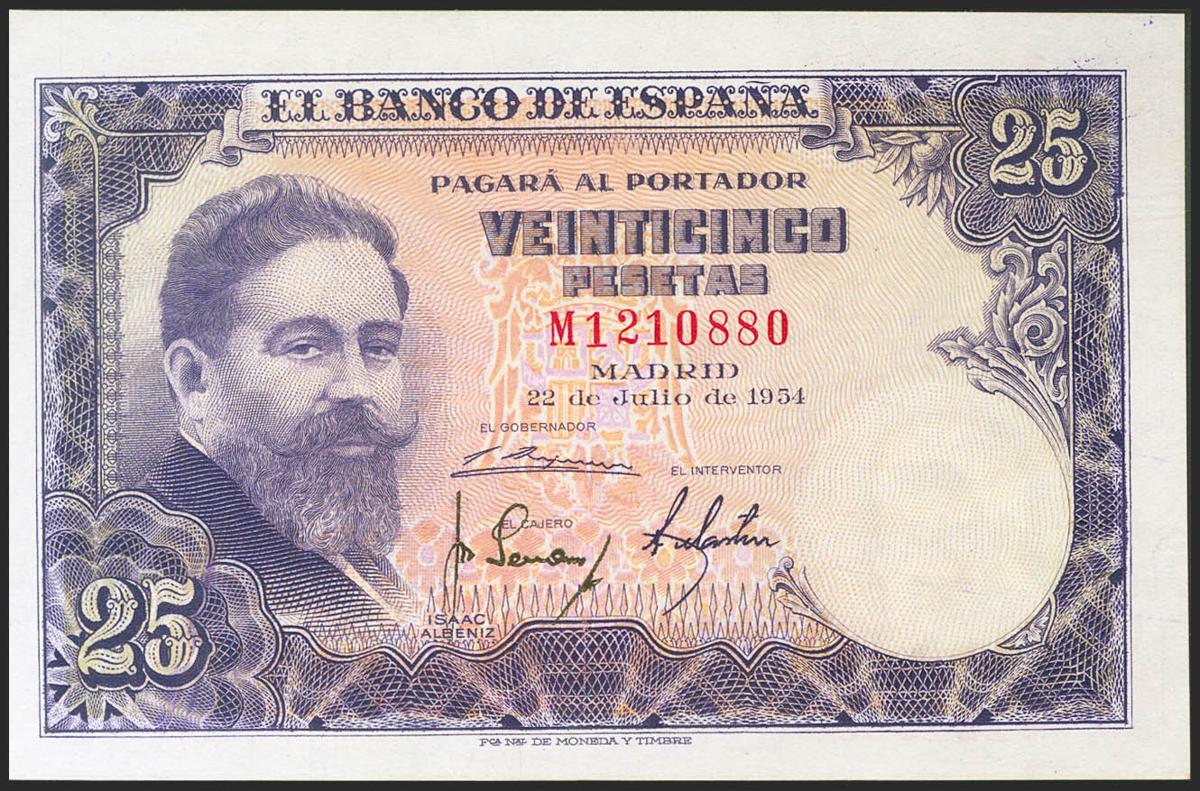 EL BANCO DE ESPAÑA
25
PAGARÁ AL PORTADOR
VEINTICINCO
PESETAS
M1210880
MADRID
22 de Julio de 1954
EL GOBERNADOR
EL INTERVENTOR
EL CAJERO
ISAAC
ALBENIZ
25
FCA NAL DE MONEDA Y TIMBRE